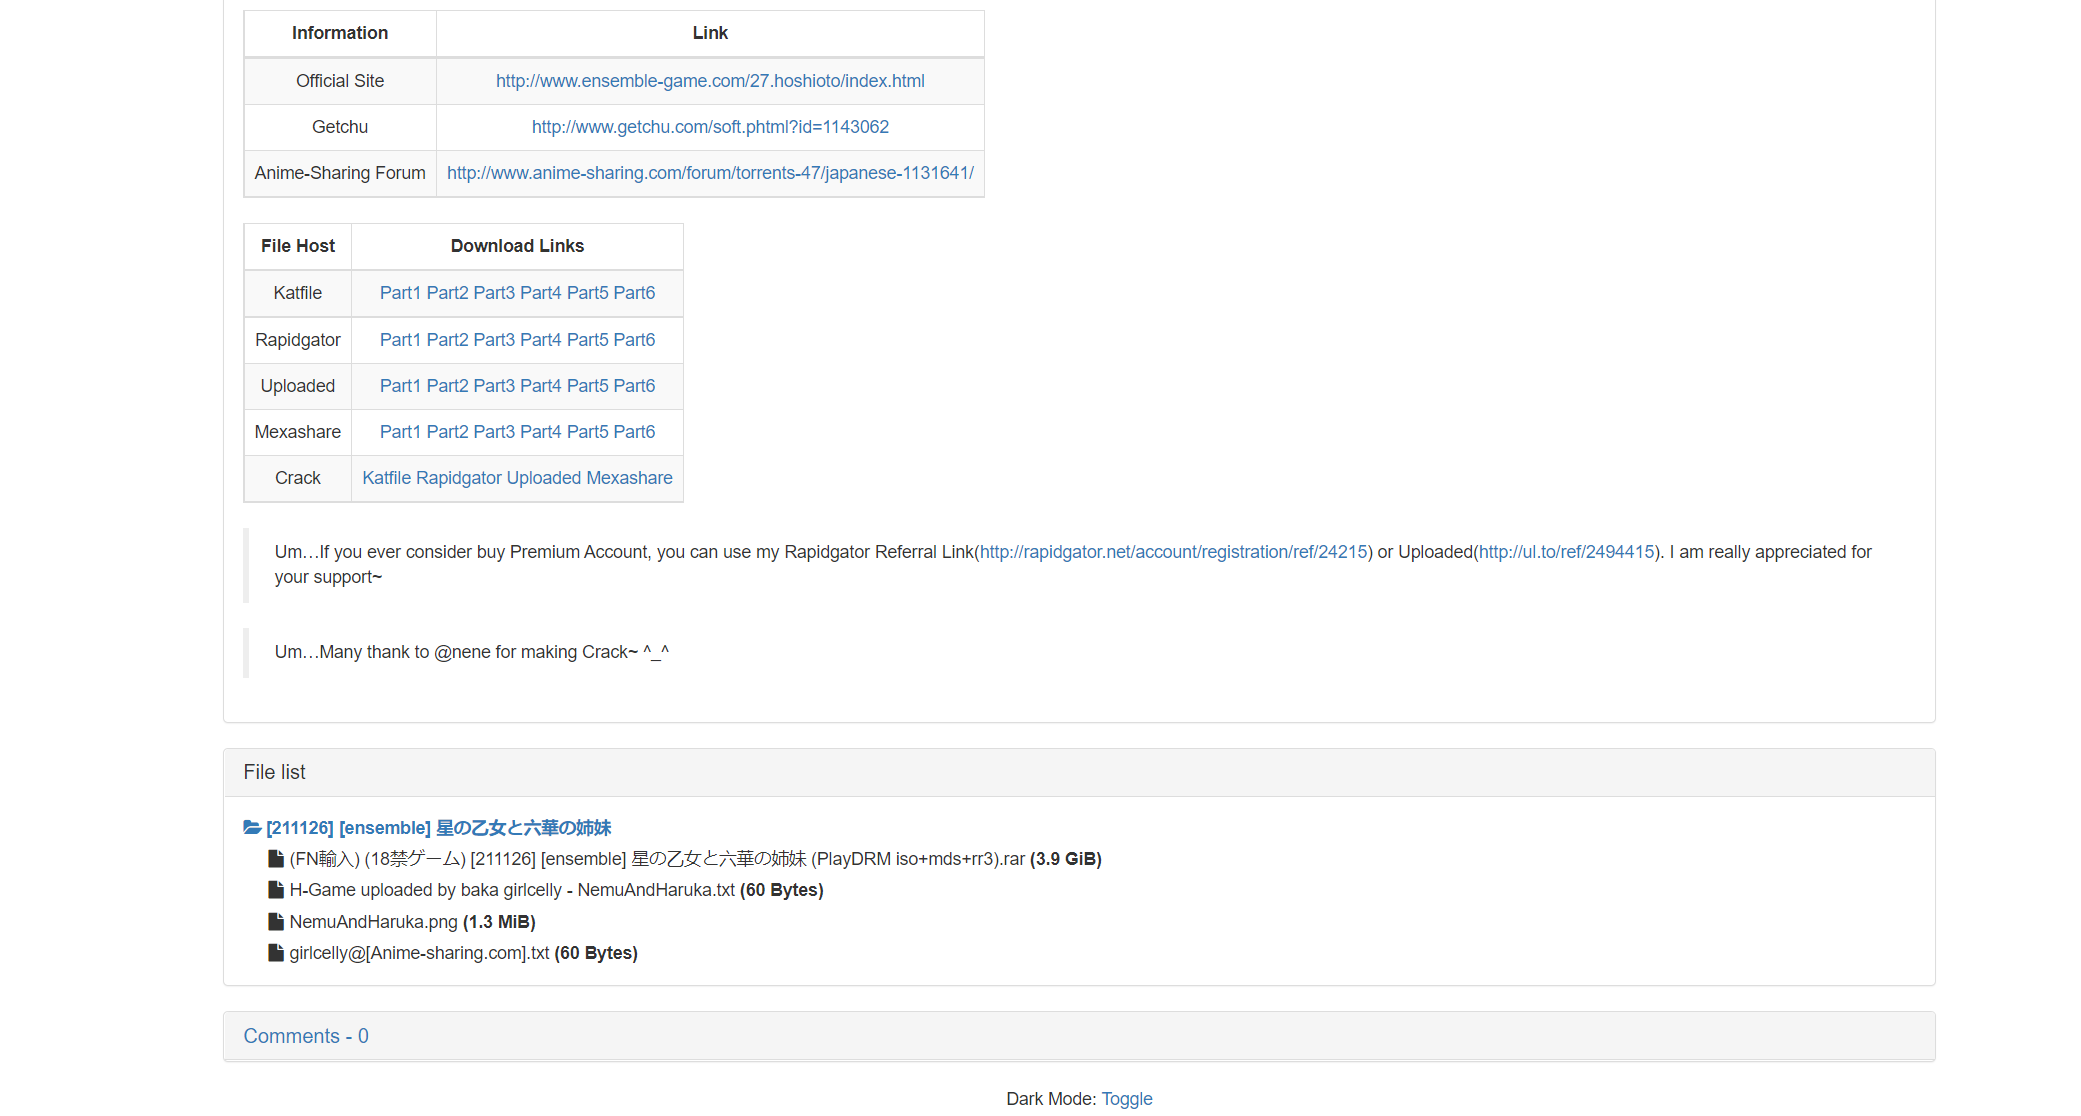 Information Link
Official Site http://www.ensemble-game.com/27.hoshioto/index.html
Getchu http://www.getchu.com/soft.phtml?id=1143062
Anime-Sharing Forum http://www.anime-sharing.com/forum/torrents-47/japanese-1131641/
File Host Download Links
Katfile Part1 Part2 Part3 Part4 Part5 Part6
Rapidgator Part1 Part2 Part3 Part4 Part5 Part6
Uploaded Part1 Part2 Part3 Part4 Part5 Part6
Mexashare Part1 Part2 Part3 Part4 Part5 Part6
Crack Katfile Rapidgator Uploaded Mexashare
Um…If you ever consider buy Premium Account, you can use my Rapidgator Referral Link(http://rapidgator.net/account/registration/ref/24215) or Uploaded(http://ul.to/ref/2494415). I am really appreciated for
your support~
Um…Many thank to @nene for making Crack~ ^_^
File list
[211126] [ensemble] 星の乙女と六華の姉妹
(FN輸入) (18禁ゲーム) [211126] [ensemble] 星の乙女と六華の姉妹 (PlayDRM iso+mds+rr3).rar (3.9 GiB)
H-Game uploaded by baka girlcelly - NemuAndHaruka.txt (60 Bytes)
NemuAndHaruka.png (1.3 MiB)
girlcelly@[Anime-sharing.com].txt (60 Bytes)
Comments - 0
Dark Mode: Toggle